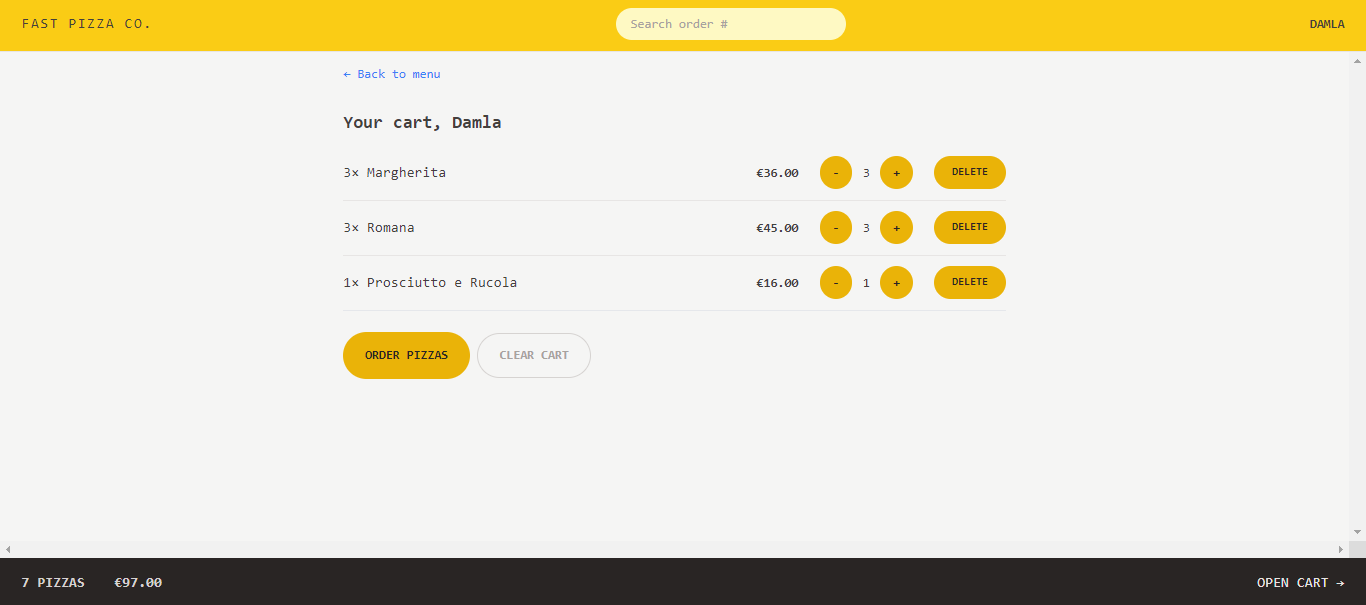 FAST PIZZA CO. Search order # DAMLA
← Back to menu
Your cart, Damla
3× Margherita €36.00 - 3 + DELETE
3× Romana €45.00 - 3 + DELETE
1× Prosciutto e Rucola €16.00 - 1 + DELETE
ORDER PIZZAS CLEAR CART
7 PIZZAS €97.00 OPEN CART →